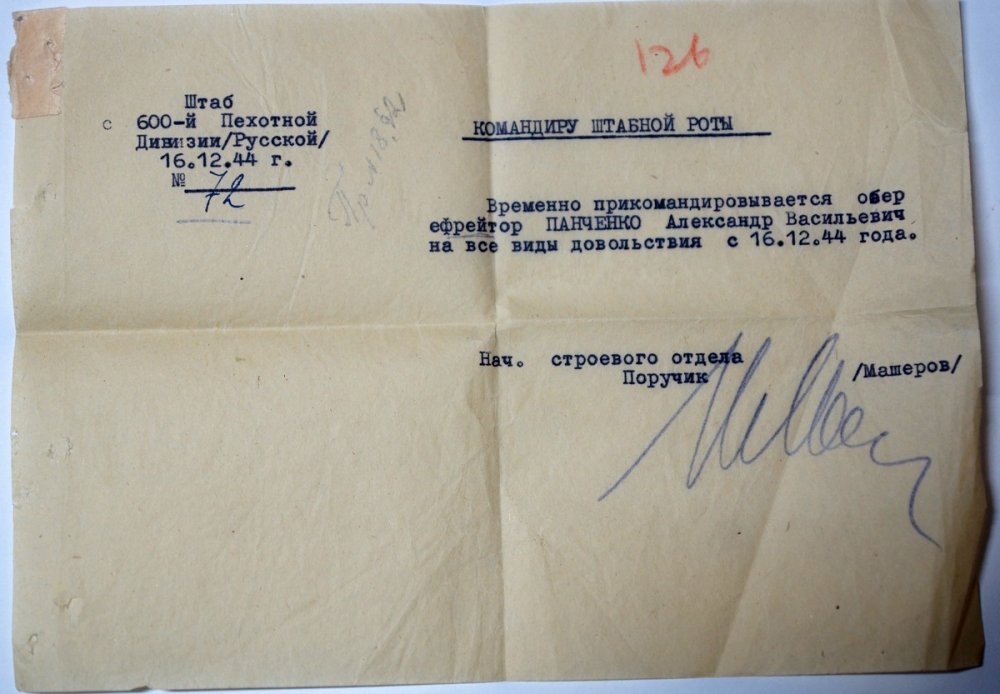 126
Штаб
с 600-й Пехотной
Дивизии/Русской/
16.12.44 г.
№ 72
КОМАНДИРУ ШТАБНОЙ РОТЫ
Временно прикомандировывается обер
ефрейтор ПАНЧЕНКО Александр Васильевич
на все виды довольствия с 16.12.44 года.
Нач. строевого отдела
Поручик /Машеров/